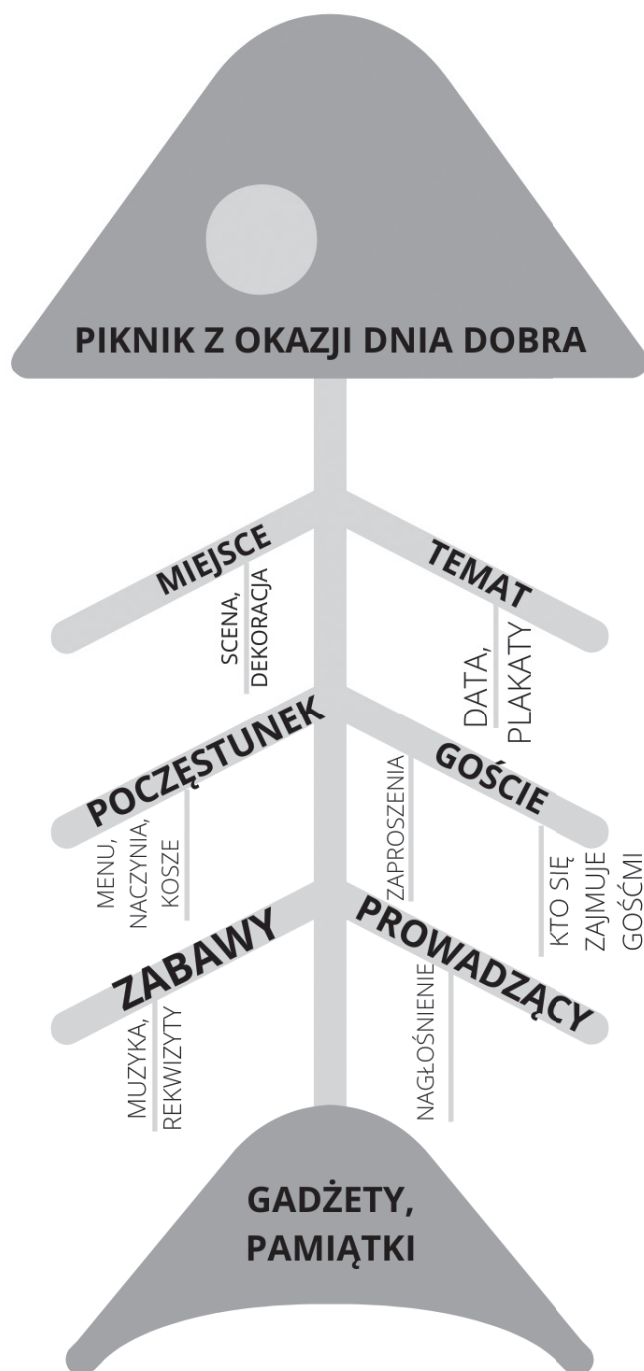 PIKNIK Z OKAZJI DNIA DOBRA
MIEJSCE
SCENA,
DEKORACJA
TEMAT
DATA,
PLAKATY
POCZĘSTUNEK
MENU,
NACZYNIA,
KOSZE
GOŚCIE
ZAPROSZENIA
KTO SIĘ
ZAJMUJE
GOŚĆMI
ZABAWY
MUZYKA,
REKWIZYTY
PROWADZĄCY
NAGŁOŚNIENIE
GADŻETY,
PAMIĄTKI